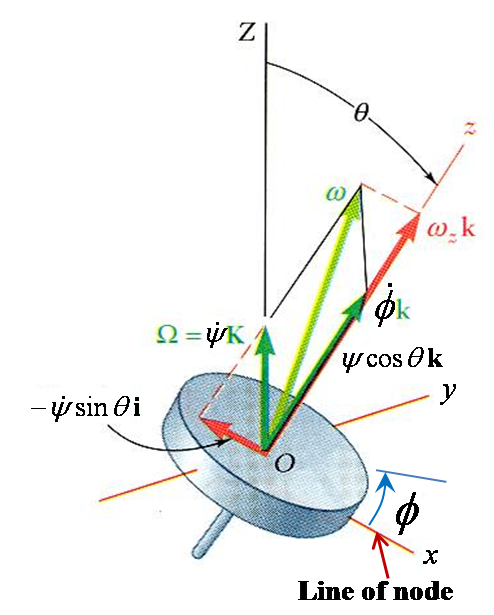 Z
θ
z
ω
ω_z k
ϕ̇k
Ω = ψ̇K
ψ cos θ k
y
−ψ̇ sin θ i
O
ϕ
x
Line of node